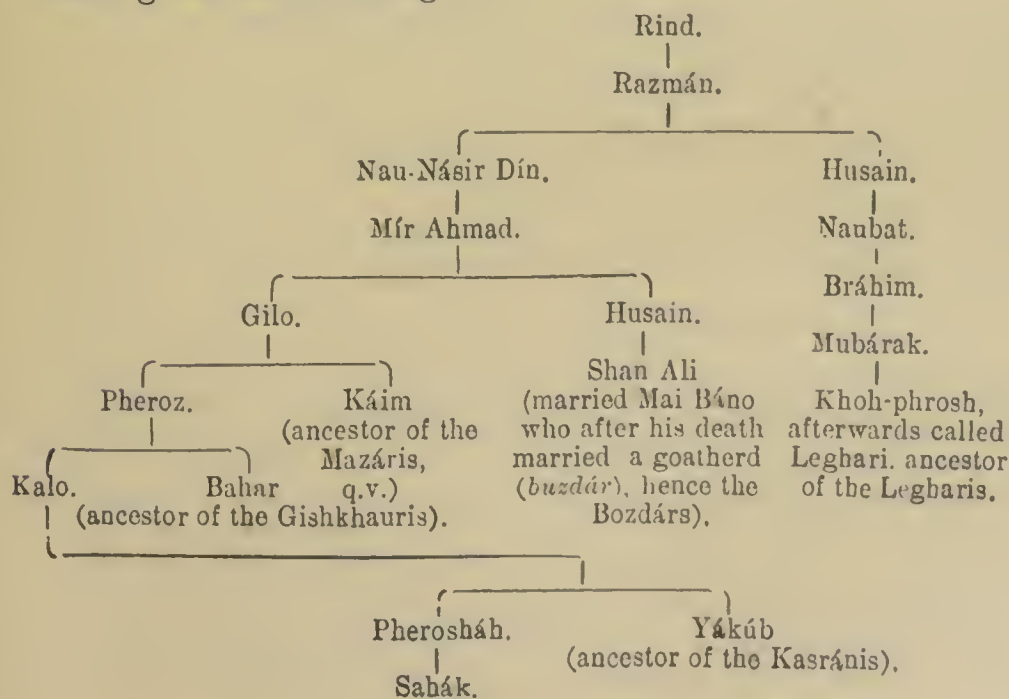 Rind.
Razmán.
Nau-Násir Dín.
Husain.
Mír Ahmad.
Naubat.
Bráhim.
Gilo.
Husain.
Mubárak.
Pheroz.
Káim
(ancestor of the
Mazáris,
q.v.)
Shan Ali
(married Mai Báno
who after his death
married a goatherd
(buzdár), hence the
Bozdárs).
Khoh-phrosh,
afterwards called
Leghari. ancestor
of the Legharis.
Kalo.
Bahar
(ancestor of the Gishkhauris).
Pherosháh.
Yákúb
(ancestor of the Kasránis).
Sahák.